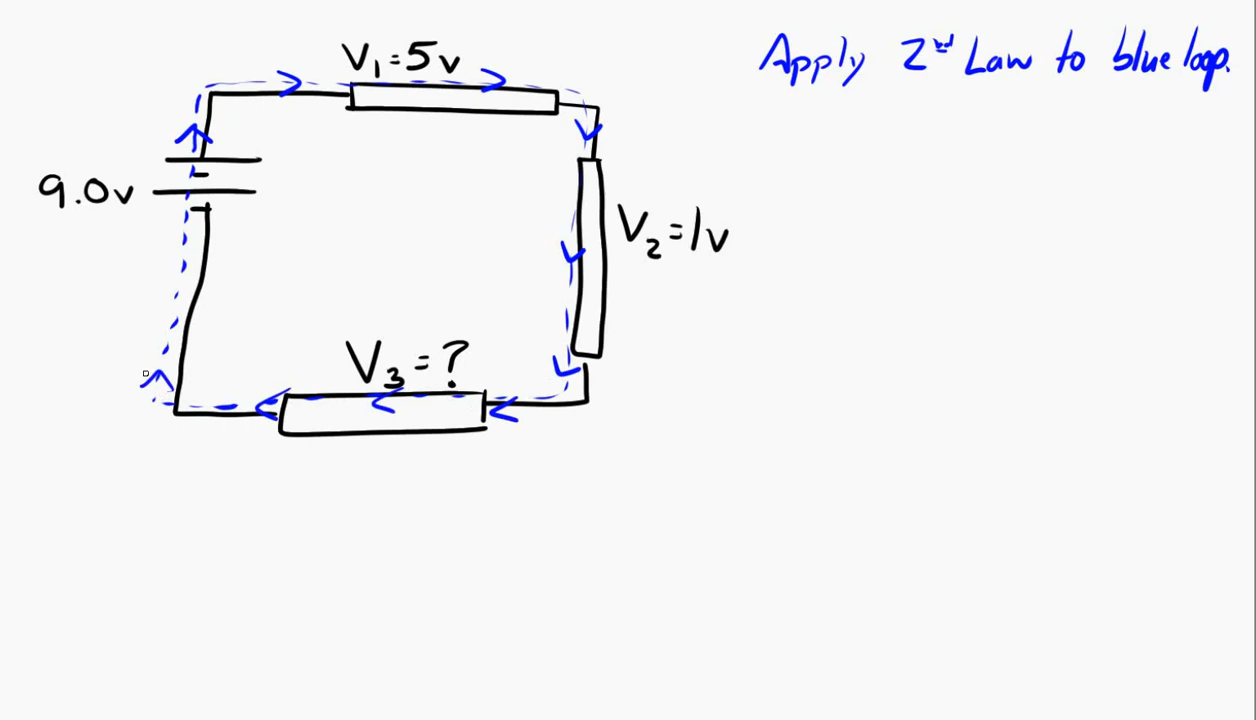 V₁=5v
Apply 2nd Law to blue loop.
9.0v
V₂=1v
V₃=?